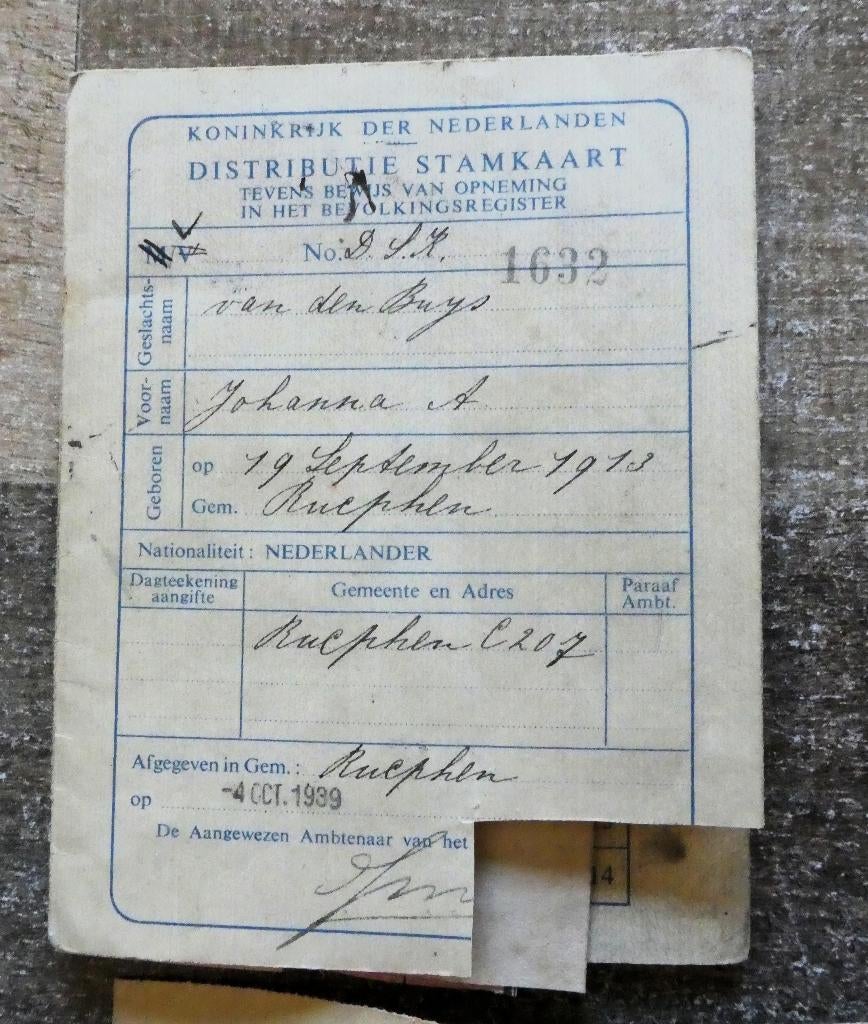 KONINKRIJK DER NEDERLANDEN
DISTRIBUTIE STAMKAART
TEVENS BEWIJS VAN OPNEMING
IN HET BEVOLKINGSREGISTER
V No: D.S.K. 1632
Geslachts-
naam
van den Buys
Voor-
naam
Johanna A
Geboren
op 19 September 1913
Gem. Rucphen
Nationaliteit: NEDERLANDER
Dagteekening
aangifte
Gemeente en Adres
Paraaf
Ambt.
Rucphen C 207
Afgegeven in Gem.: Rucphen
op -4 OCT. 1939
De Aangewezen Ambtenaar van het
14